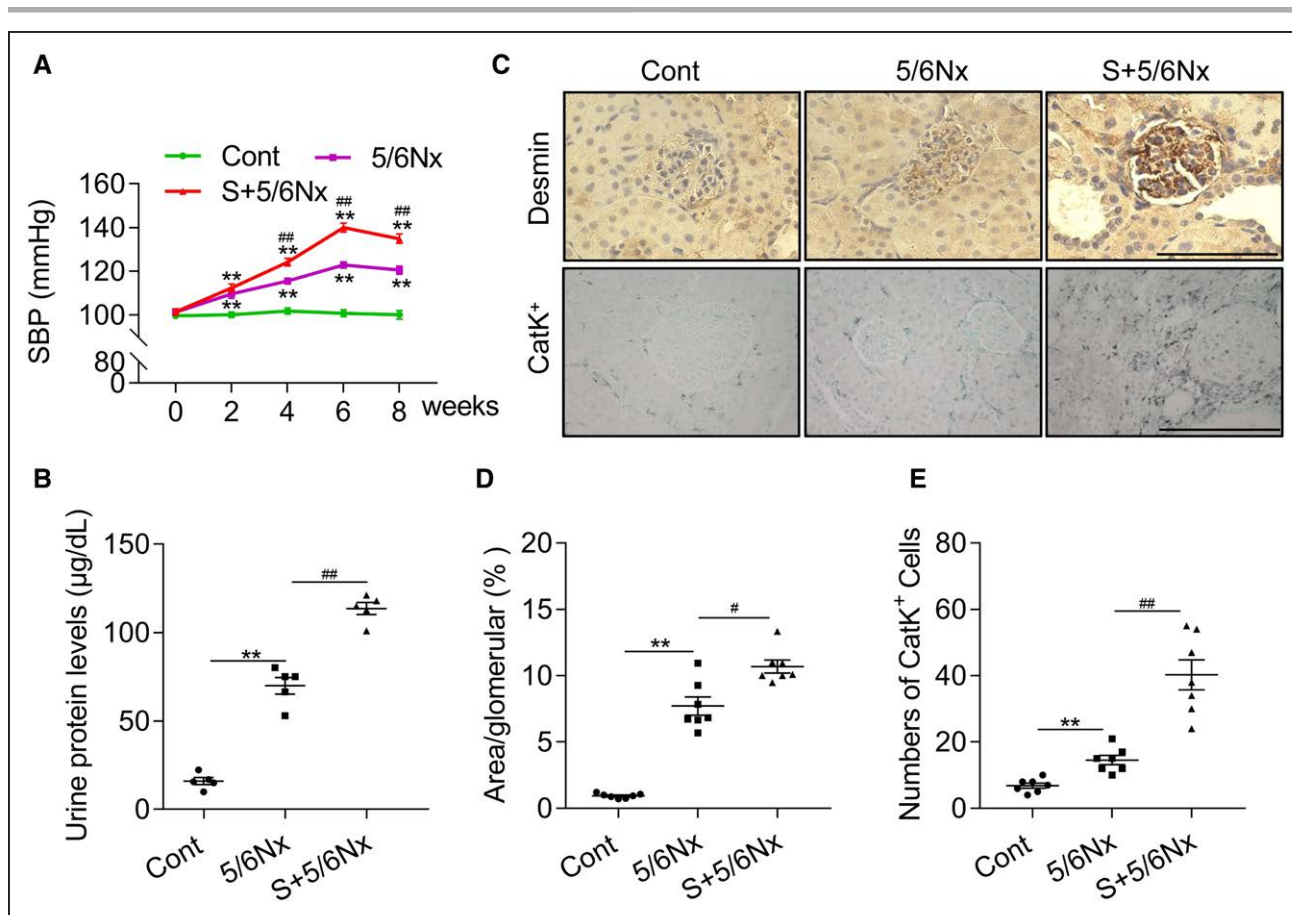 A
Cont
5/6Nx
S+5/6Nx
SBP (mmHg)
160
140
120
100
80
0
##
**
##
**
##
**
**
**
**
**
**
0 2 4 6 8 weeks
C
Cont 5/6Nx S+5/6Nx
Desmin
CatK+
B
Urine protein levels (µg/dL)
150
100
50
0
**
##
Cont
5/6Nx
S+5/6Nx
D
Area/glomerular (% )
20
15
10
5
0
**
#
Cont
5/6Nx
S+5/6Nx
E
Numbers of CatK+ Cells
80
60
40
20
0
**
##
Cont
5/6Nx
S+5/6Nx